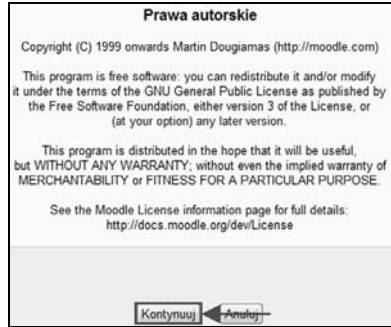 Prawa autorskie
Copyright (C) 1999 onwards Martin Dougiamas (http://moodle.com)
This program is free software: you can redistribute it and/or modify
it under the terms of the GNU General Public License as published by
the Free Software Foundation, either version 3 of the License, or
(at your option) any later version.
This program is distributed in the hope that it will be useful,
but WITHOUT ANY WARRANTY; without even the implied warranty of
MERCHANTABILITY or FITNESS FOR A PARTICULAR PURPOSE.
See the Moodle License information page for full details:
http://docs.moodle.org/dev/License
Kontynuuj Anuluj